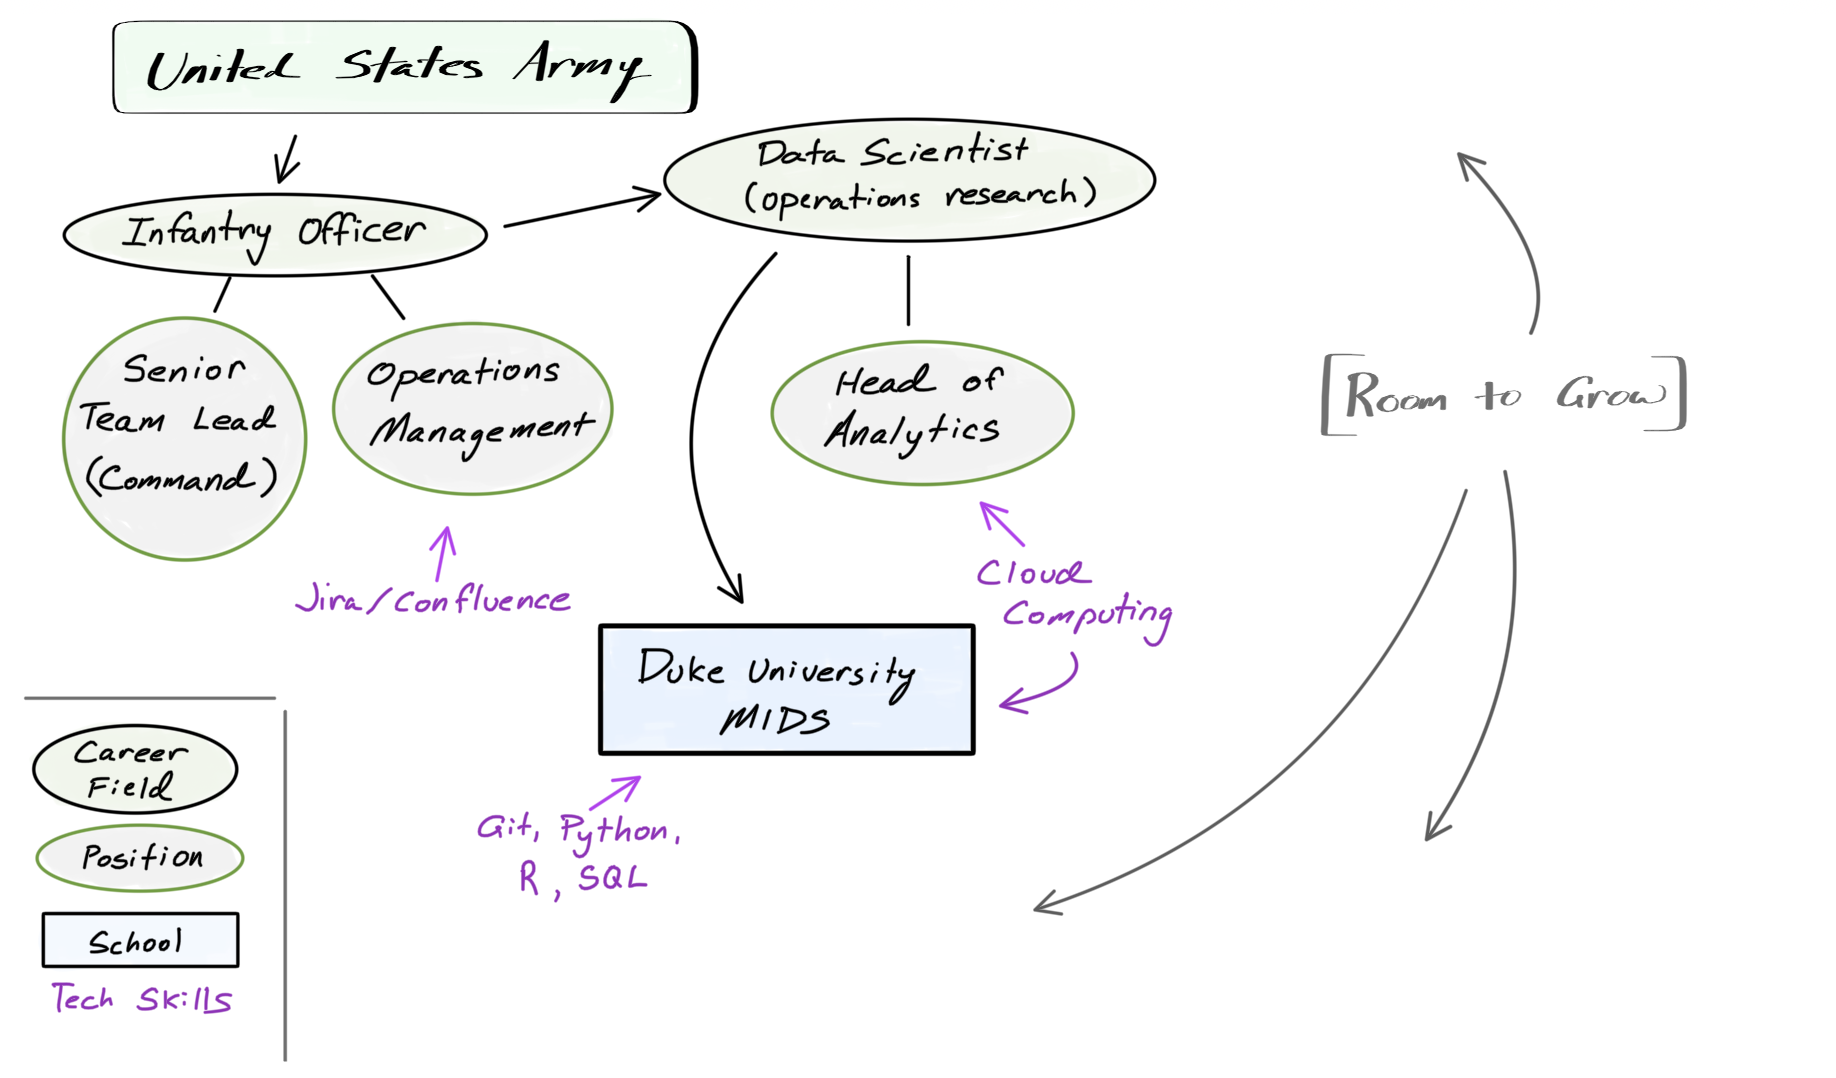 United States Army
Infantry Officer
Data Scientist
(operations research)
Senior
Team Lead
(Command)
Operations
Management
Head of
Analytics
[Room to Grow]
Jira/Confluence
Cloud
Computing
Duke University
MIDS
Git, Python,
R, SQL
Career
Field
Position
School
Tech Skills